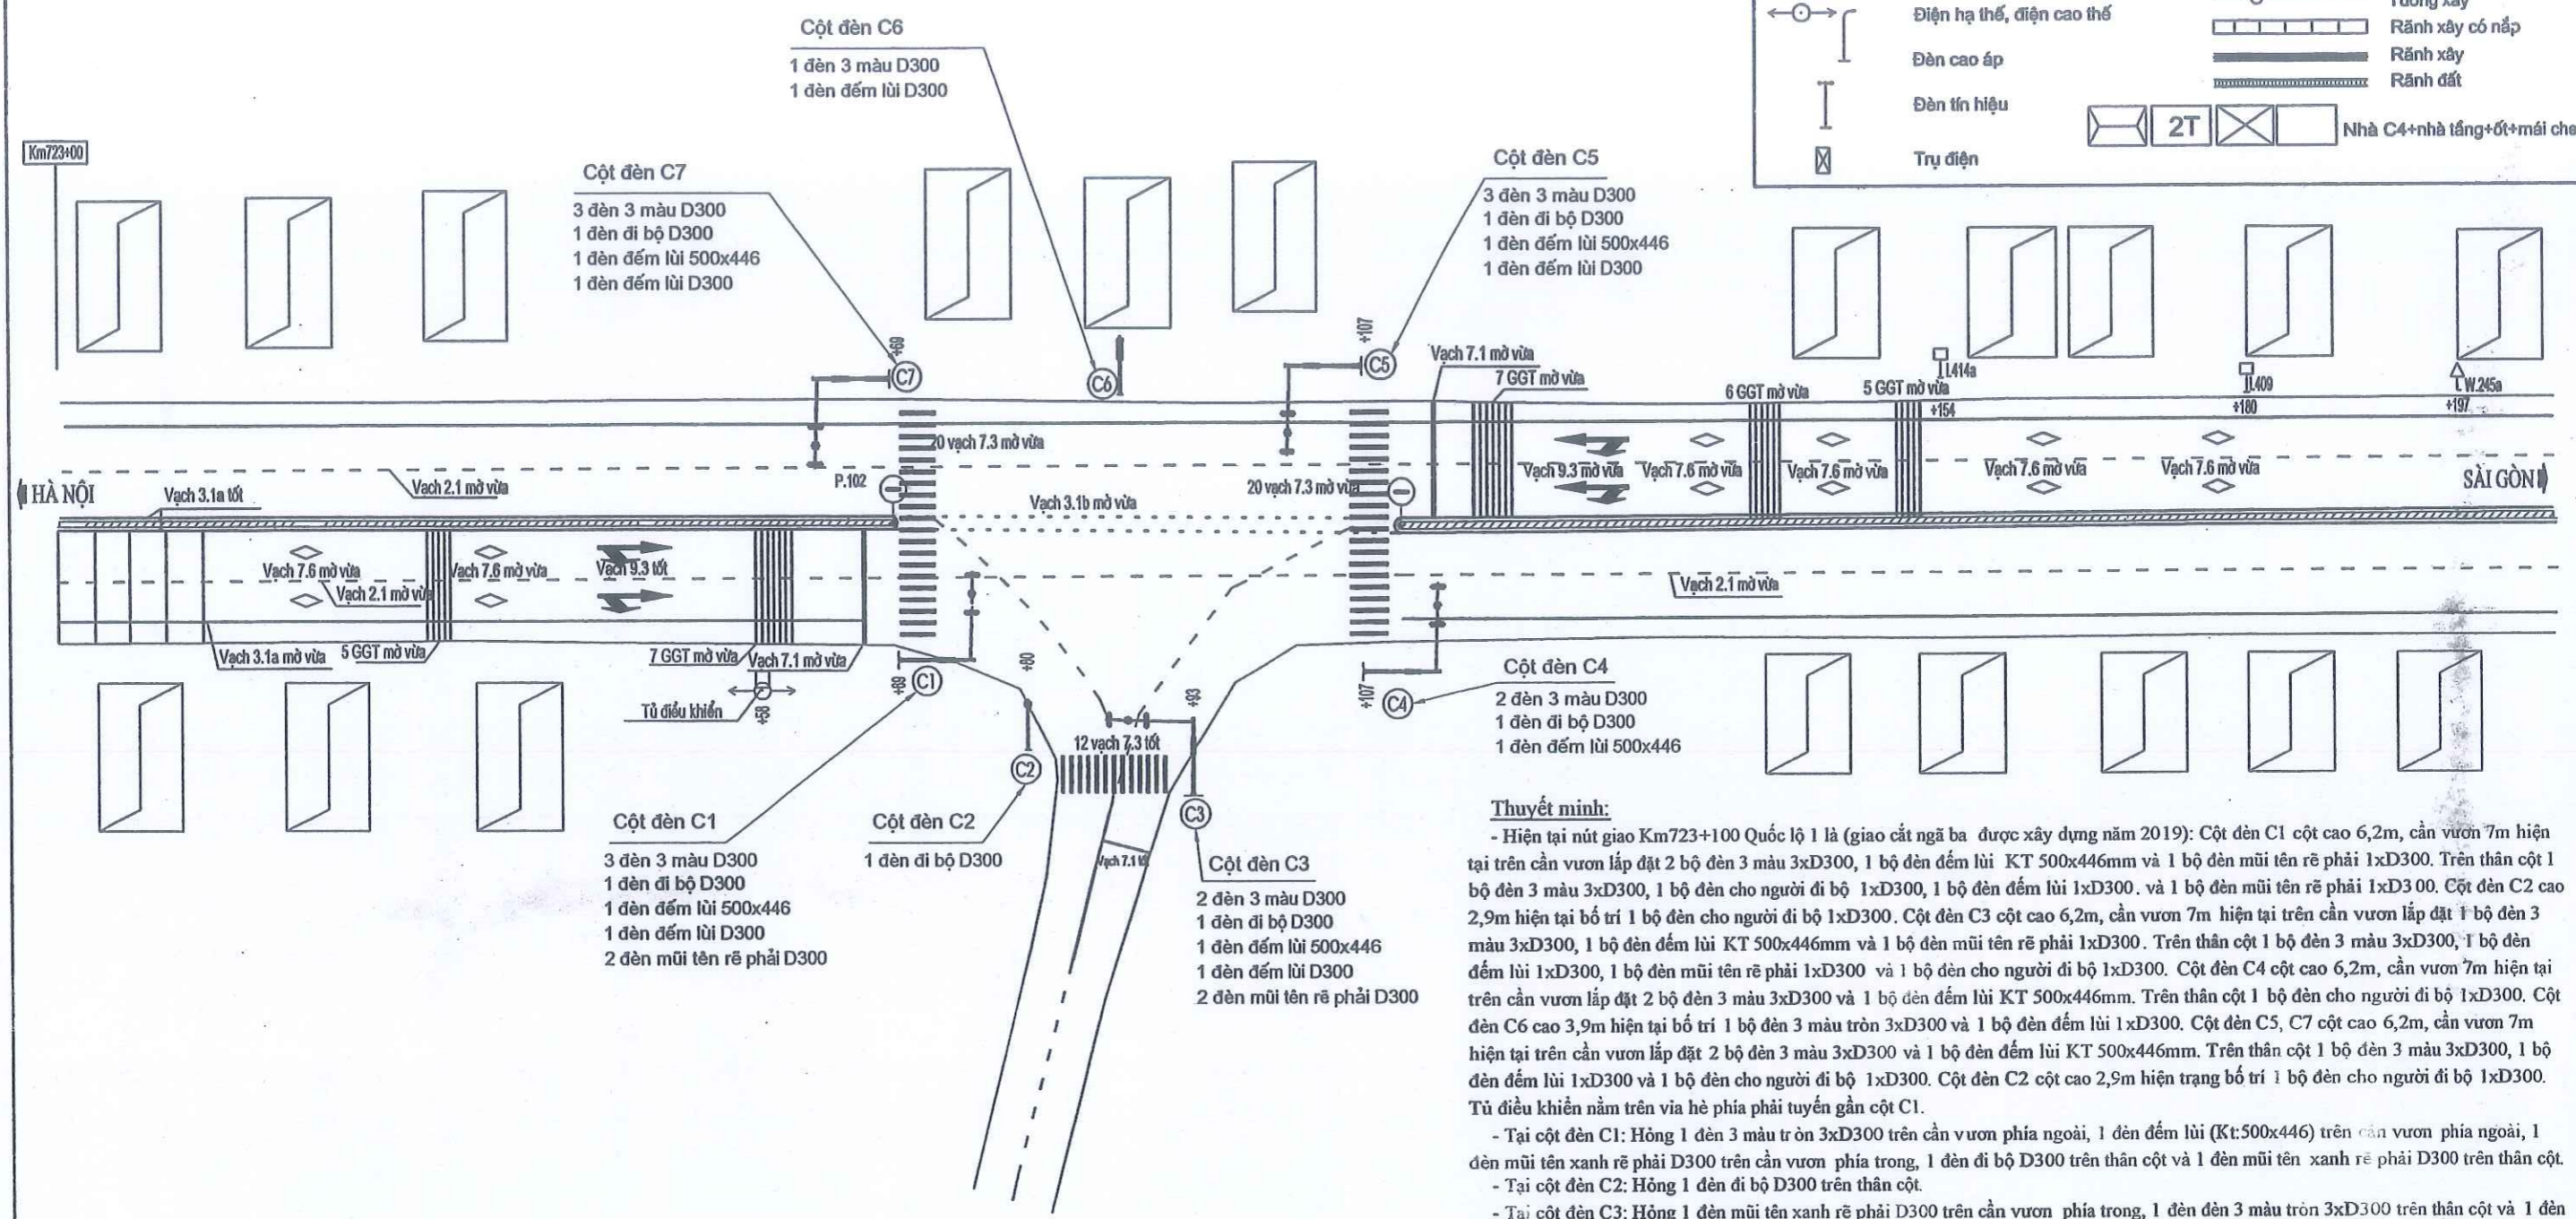 Điện hạ thế, điện cao thế
Đèn cao áp
Đèn tín hiệu
Trụ điện
Tường xây
Rãnh xây có nắp
Rãnh xây
Rãnh đất
2T
Nhà C4+nhà tầng+ốt+mái che
Km723+00
Cột đèn C6
1 đèn 3 màu D300
1 đèn đếm lùi D300
Cột đèn C7
3 đèn 3 màu D300
1 đèn đi bộ D300
1 đèn đếm lùi 500x446
1 đèn đếm lùi D300
Cột đèn C5
3 đèn 3 màu D300
1 đèn đi bộ D300
1 đèn đếm lùi 500x446
1 đèn đếm lùi D300
+69
C7
C6
+107
C5
Vạch 7.1 mờ vừa
7 GGT mờ vừa
6 GGT mờ vừa
5 GGT mờ vừa
I.414a
+154
I.409
+180
W.245a
+197
20 vạch 7.3 mờ vừa
P.102
20 vạch 7.3 mờ vừa
Vạch 9.3 mờ vừa
Vạch 7.6 mờ vừa
Vạch 7.6 mờ vừa
Vạch 7.6 mờ vừa
Vạch 7.6 mờ vừa
HÀ NỘI
Vạch 3.1a tốt
Vạch 2.1 mờ vừa
Vạch 3.1b mờ vừa
SÀI GÒN
Vạch 7.6 mờ vừa
Vạch 2.1 mờ vừa
Vạch 7.6 mờ vừa
Vạch 9.3 tốt
Vạch 2.1 mờ vừa
Vạch 3.1a mờ vừa
5 GGT mờ vừa
7 GGT mờ vừa
Vạch 7.1 mờ vừa
Tủ điều khiển
+58
+69
C1
+80
C2
+93
12 vạch 7.3 tốt
C3
Vạch 7.1 tốt
+107
C4
Cột đèn C4
2 đèn 3 màu D300
1 đèn đi bộ D300
1 đèn đếm lùi 500x446
Cột đèn C1
3 đèn 3 màu D300
1 đèn đi bộ D300
1 đèn đếm lùi 500x446
1 đèn đếm lùi D300
2 đèn mũi tên rẽ phải D300
Cột đèn C2
1 đèn đi bộ D300
Cột đèn C3
2 đèn 3 màu D300
1 đèn đi bộ D300
1 đèn đếm lùi 500x446
1 đèn đếm lùi D300
2 đèn mũi tên rẽ phải D300
Thuyết minh:
- Hiện tại nút giao Km723+100 Quốc lộ 1 là (giao cắt ngã ba được xây dựng năm 2019): Cột đèn C1 cột cao 6,2m, cần vươn 7m hiện
tại trên cần vươn lắp đặt 2 bộ đèn 3 màu 3xD300, 1 bộ đèn đếm lùi KT 500x446mm và 1 bộ đèn mũi tên rẽ phải 1xD300. Trên thân cột 1
bộ đèn 3 màu 3xD300, 1 bộ đèn cho người đi bộ 1xD300, 1 bộ đèn đếm lùi 1xD300. và 1 bộ đèn mũi tên rẽ phải 1xD300. Cột đèn C2 cao
2,9m hiện tại bố trí 1 bộ đèn cho người đi bộ 1xD300. Cột đèn C3 cột cao 6,2m, cần vươn 7m hiện tại trên cần vươn lắp đặt 1 bộ đèn 3
màu 3xD300, 1 bộ đèn đếm lùi KT 500x446mm và 1 bộ đèn mũi tên rẽ phải 1xD300. Trên thân cột 1 bộ đèn 3 màu 3xD300, 1 bộ đèn
đếm lùi 1xD300, 1 bộ đèn mũi tên rẽ phải 1xD300 và 1 bộ đèn cho người đi bộ 1xD300. Cột đèn C4 cột cao 6,2m, cần vươn 7m hiện tại
trên cần vươn lắp đặt 2 bộ đèn 3 màu 3xD300 và 1 bộ đèn đếm lùi KT 500x446mm. Trên thân cột 1 bộ đèn cho người đi bộ 1xD300. Cột
đèn C6 cao 3,9m hiện tại bố trí 1 bộ đèn 3 màu tròn 3xD300 và 1 bộ đèn đếm lùi 1xD300. Cột đèn C5, C7 cột cao 6,2m, cần vươn 7m
hiện tại trên cần vươn lắp đặt 2 bộ đèn 3 màu 3xD300 và 1 bộ đèn đếm lùi KT 500x446mm. Trên thân cột 1 bộ đèn 3 màu 3xD300, 1 bộ
đèn đếm lùi 1xD300 và 1 bộ đèn cho người đi bộ 1xD300. Cột đèn C2 cột cao 2,9m hiện trạng bố trí 1 bộ đèn cho người đi bộ 1xD300.
Tủ điều khiển nằm trên vỉa hè phía phải tuyến gần cột C1.
- Tại cột đèn C1: Hỏng 1 đèn 3 màu tròn 3xD300 trên cần vươn phía ngoài, 1 đèn đếm lùi (Kt:500x446) trên cần vươn phía ngoài, 1
đèn mũi tên xanh rẽ phải D300 trên cần vươn phía trong, 1 đèn đi bộ D300 trên thân cột và 1 đèn mũi tên xanh rẽ phải D300 trên thân cột.
- Tại cột đèn C2: Hỏng 1 đèn đi bộ D300 trên thân cột.
- Tại cột đèn C3: Hỏng 1 đèn mũi tên xanh rẽ phải D300 trên cần vươn phía trong, 1 đèn đèn 3 màu tròn 3xD300 trên thân cột và 1 đèn